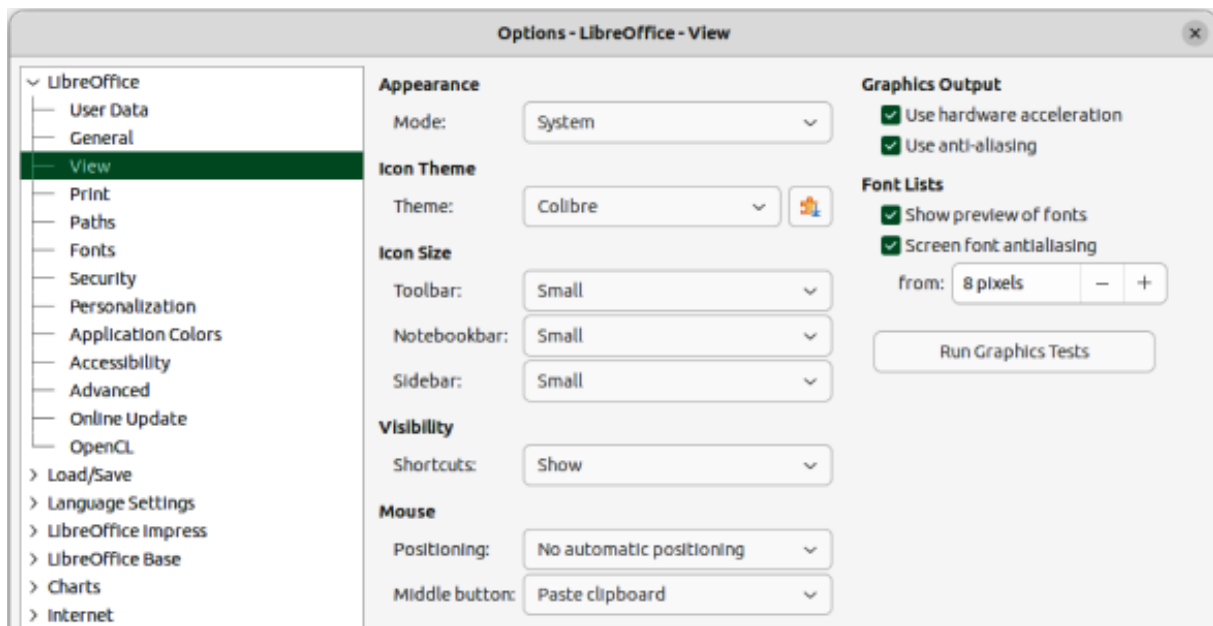 Options - LibreOffice - View
LibreOffice
User Data
General
View
Print
Paths
Fonts
Security
Personalization
Application Colors
Accessibility
Advanced
Online Update
OpenCL
Load/Save
Language Settings
LibreOffice Impress
LibreOffice Base
Charts
Internet
Appearance
Mode: System
Icon Theme
Theme: Colibre
Icon Size
Toolbar: Small
Notebookbar: Small
Sidebar: Small
Visibility
Shortcuts: Show
Mouse
Positioning: No automatic positioning
Middle button: Paste clipboard
Graphics Output
Use hardware acceleration
Use anti-aliasing
Font Lists
Show preview of fonts
Screen font antialiasing
from: 8 pixels
Run Graphics Tests